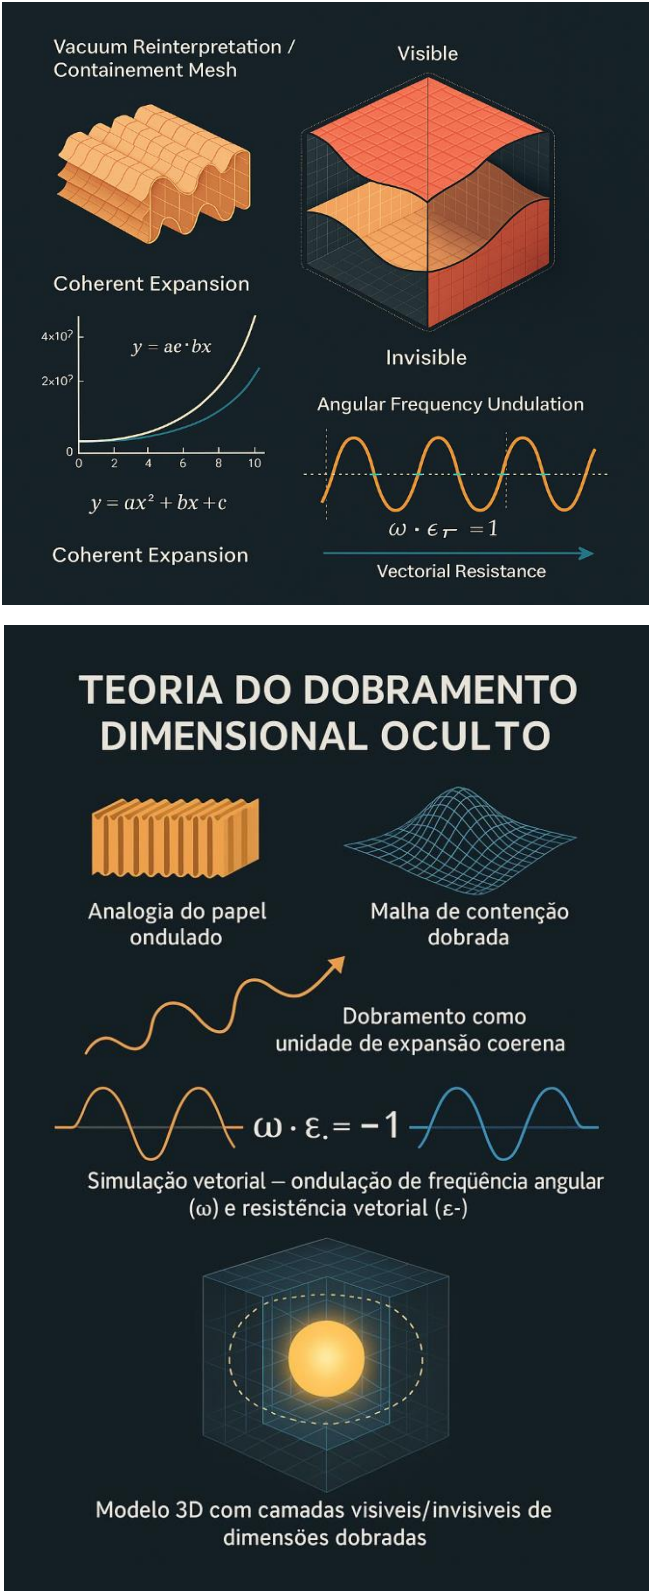 Vacuum Reinterpretation /
Containement Mesh
Visible
Coherent Expansion
4×10⁷
2×10⁷
0
y = ae·bx
0 2 4 6 8 10
y = ax² + bx + c
Coherent Expansion
Invisible
Angular Frequency Undulation
ω · ϵ = 1
Vectorial Resistance
TEORIA DO DOBRAMENTO
DIMENSIONAL OCULTO
Analogia do papel
ondulado
Malha de contenção
dobrada
Dobramento como
unidade de expansão coerena
ω · ε.= −1
Simulação vetorial – ondulação de freqüência angular
(ω) e resistência vetorial (ε-)
Modelo 3D com camadas visiveis/invisiveis de
dimensões dobradas